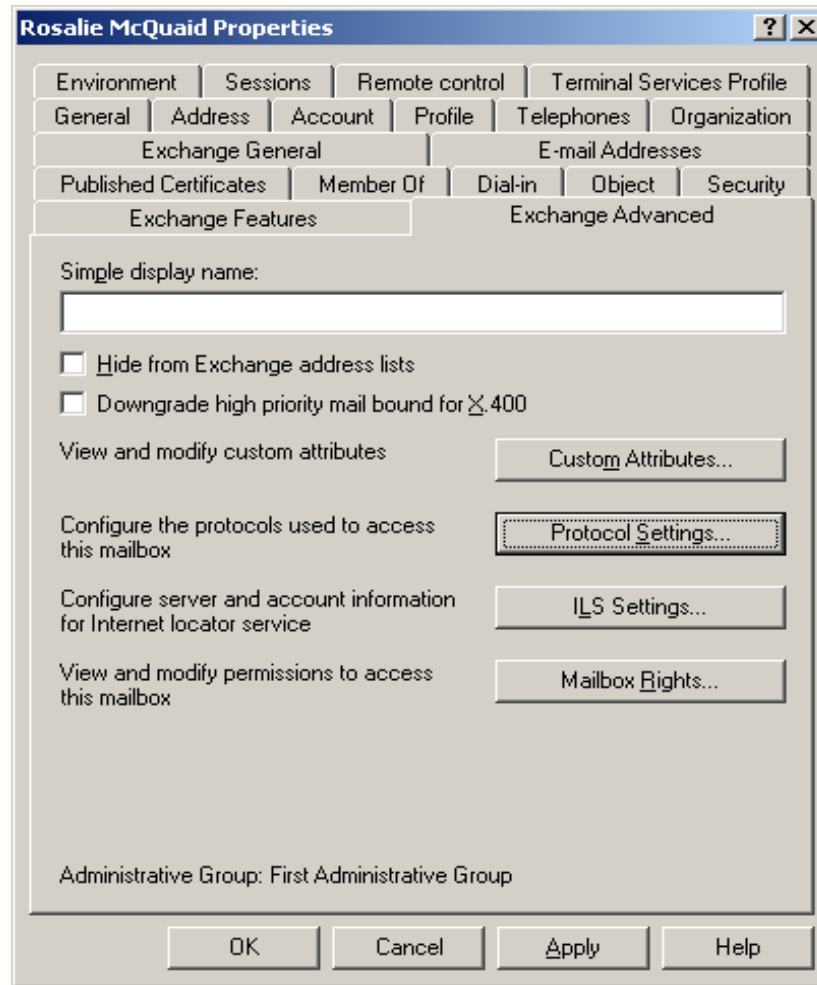 Rosalie McQuaid Properties
Environment Sessions Remote control Terminal Services Profile
General Address Account Profile Telephones Organization
Exchange General E-mail Addresses
Published Certificates Member Of Dial-in Object Security
Exchange Features Exchange Advanced
Simple display name:
Hide from Exchange address lists
Downgrade high priority mail bound for X.400
View and modify custom attributes Custom Attributes...
Configure the protocols used to access
this mailbox
Protocol Settings...
Configure server and account information
for Internet locator service
ILS Settings...
View and modify permissions to access
this mailbox
Mailbox Rights...
Administrative Group: First Administrative Group
OK Cancel Apply Help